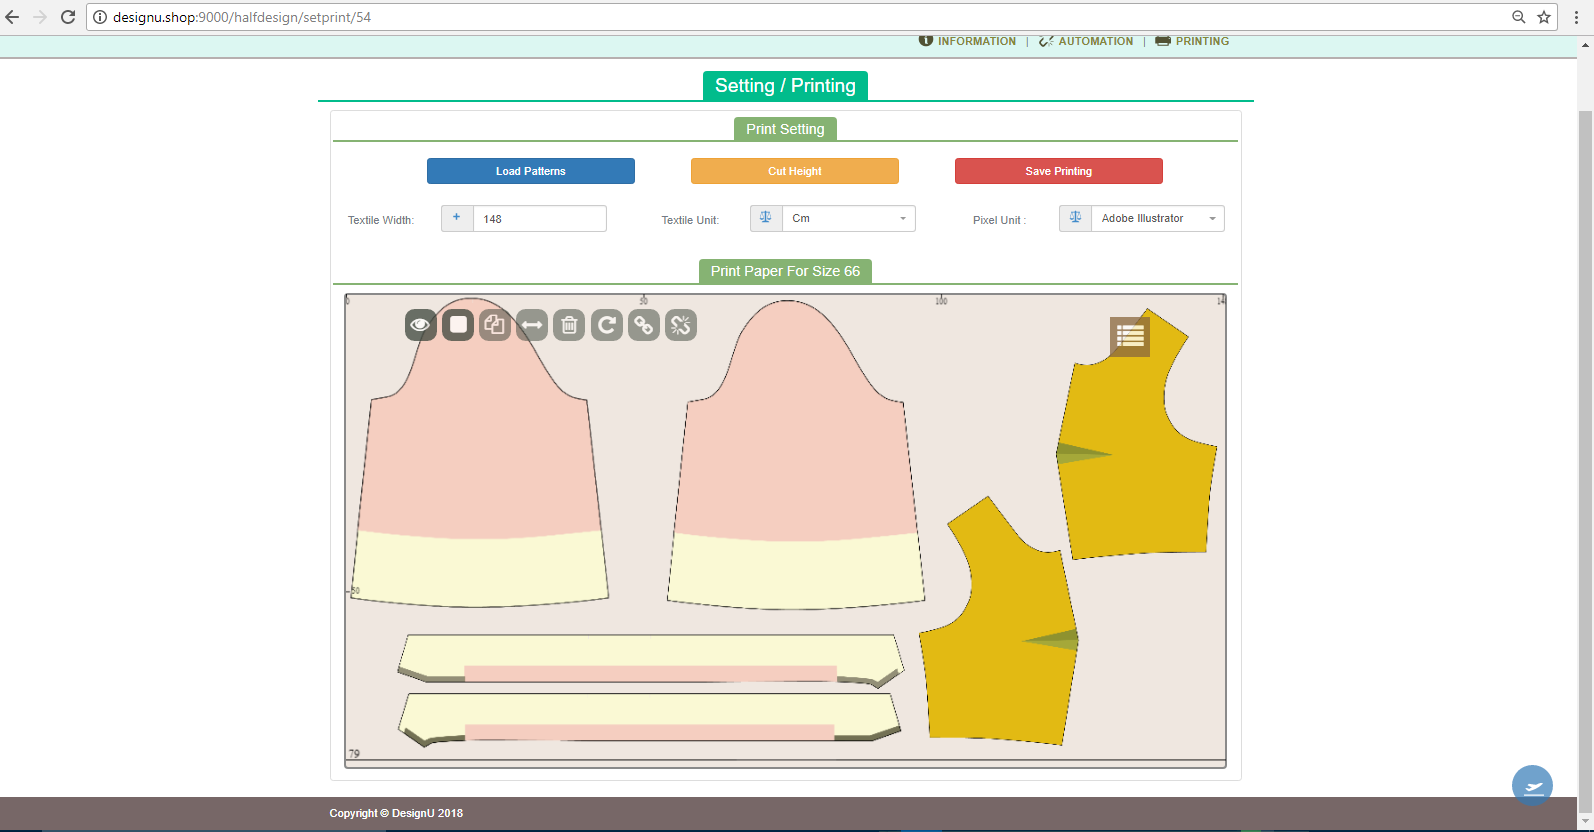 designu.shop:9000/halfdesign/setprint/54
INFORMATION | AUTOMATION | PRINTING
Setting / Printing
Print Setting
Load Patterns
Cut Height
Save Printing
Textile Width:
148
Textile Unit:
Cm
Pixel Unit :
Adobe Illustrator
Print Paper For Size 66
0
50
100
14
50
79
Copyright © DesignU 2018